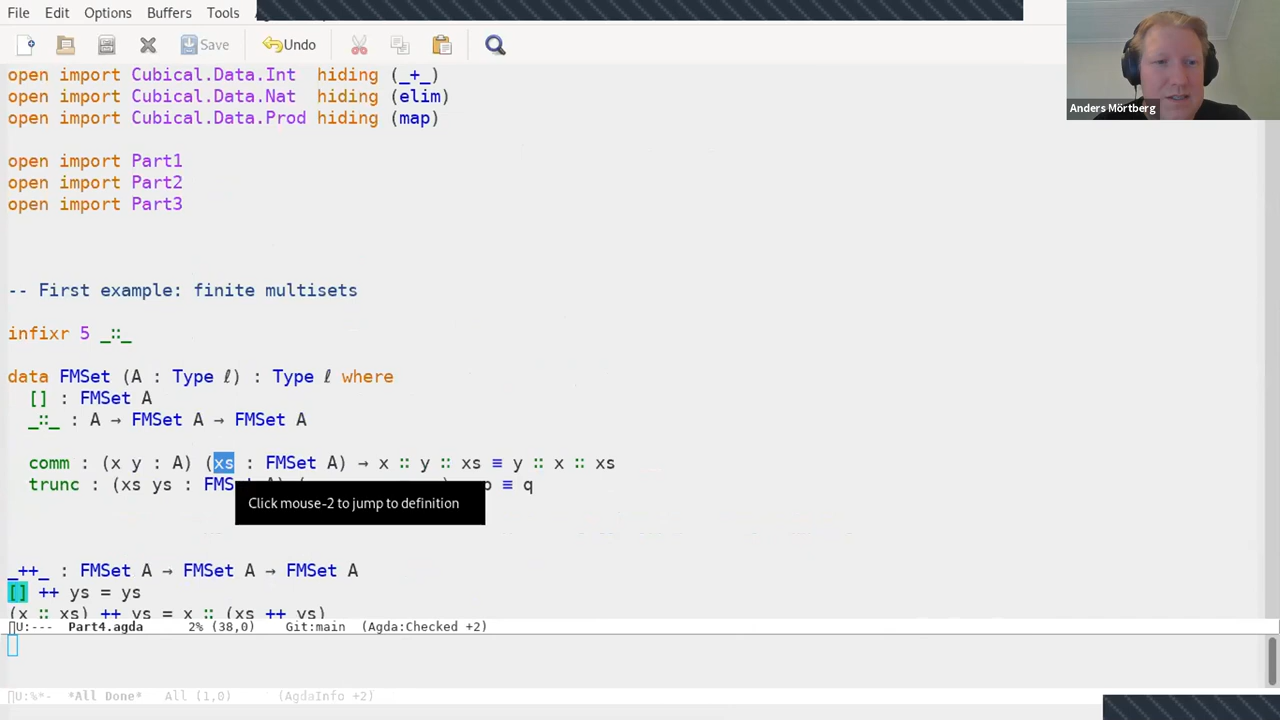 File Edit Options Buffers Tools
Save Undo
Anders Mörtberg
open import Cubical.Data.Int hiding (_+_)
open import Cubical.Data.Nat hiding (elim)
open import Cubical.Data.Prod hiding (map)
open import Part1
open import Part2
open import Part3
-- First example: finite multisets
infixr 5 _∷_
data FMSet (A : Type ℓ) : Type ℓ where
[] : FMSet A
_∷_ : A → FMSet A → FMSet A
comm : (x y : A) (xs : FMSet A) → x ∷ y ∷ xs ≡ y ∷ x ∷ xs
trunc : (xs ys : FMS ≡ q
Click mouse-2 to jump to definition
_++_ : FMSet A → FMSet A → FMSet A
[] ++ ys = ys
(x ∷ xs) ++ ys = x ∷ (xs ++ ys)
U:--- Part4.agda 2% (38,0) Git:main (Agda:Checked +2)
U:%*- *All Done* All (1,0) (AgdaInfo +2)